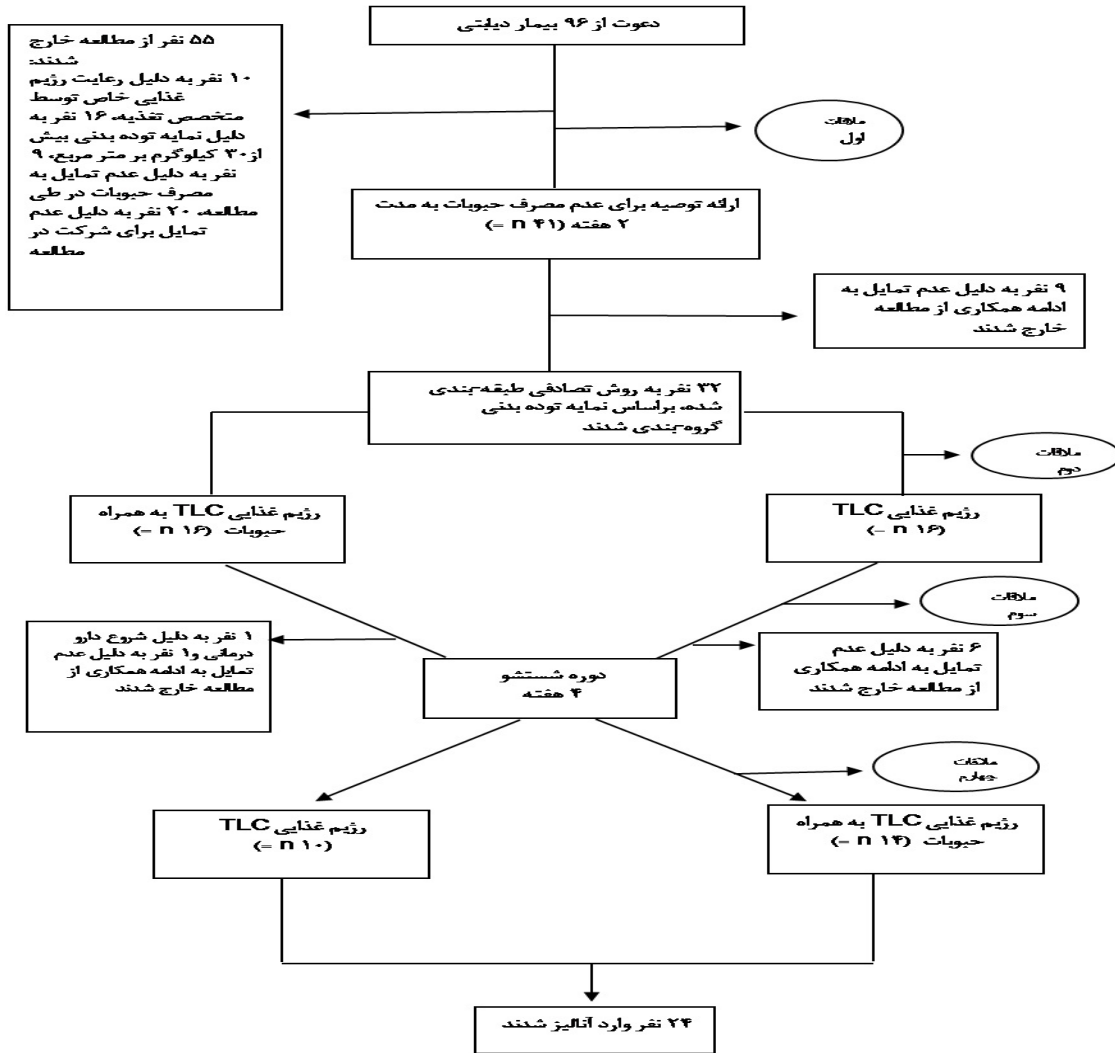 دعوت از ۹۶ بیمار دیابتی
۵۵ نفر از مطالعه خارج
شدند:
۱۰ نفر به دلیل رعایت رژیم
غذایی خاص توسط
متخصص تغذیه، ۱۶ نفر به
دلیل نمایه توده بدنی بیش
از۳۰ کیلوگرم بر متر مربع، ۹
نفر به دلیل عدم تمایل به
مصرف حبوبات در طی
مطالعه، ۲۰ نفر به دلیل عدم
تمایل برای شرکت در
مطالعه
ملاقات
اول
ارائه توصیه برای عدم مصرف حبوبات به مدت
۲ هفته (n ۴۱ =)
۹ نفر به دلیل عدم تمایل به
ادامه همکاری از مطالعه
خارج شدند
۳۲ نفر به روش تصادفی طبقه-بندی
شده، براساس نمایه توده بدنی
گروه-بندی شدند
ملاقات
دوم
رژیم غذایی TLC
(n ۱۶ =)
رژیم غذایی TLC به همراه
حبوبات (n ۱۶ =)
ملاقات
سوم
۶ نفر به دلیل عدم
تمایل به ادامه همکاری
از مطالعه خارج شدند
۱ نفر به دلیل شروع دارو
درمانی و۱ نفر به دلیل عدم
تمایل به ادامه همکاری از
مطالعه خارج شدند
دوره شستشو
۴ هفته
ملاقات
چهارم
رژیم غذایی TLC به همراه
حبوبات (n ۱۴ =)
رژیم غذایی TLC
(n ۱۰ =)
۲۴ نفر وارد آنالیز شدند